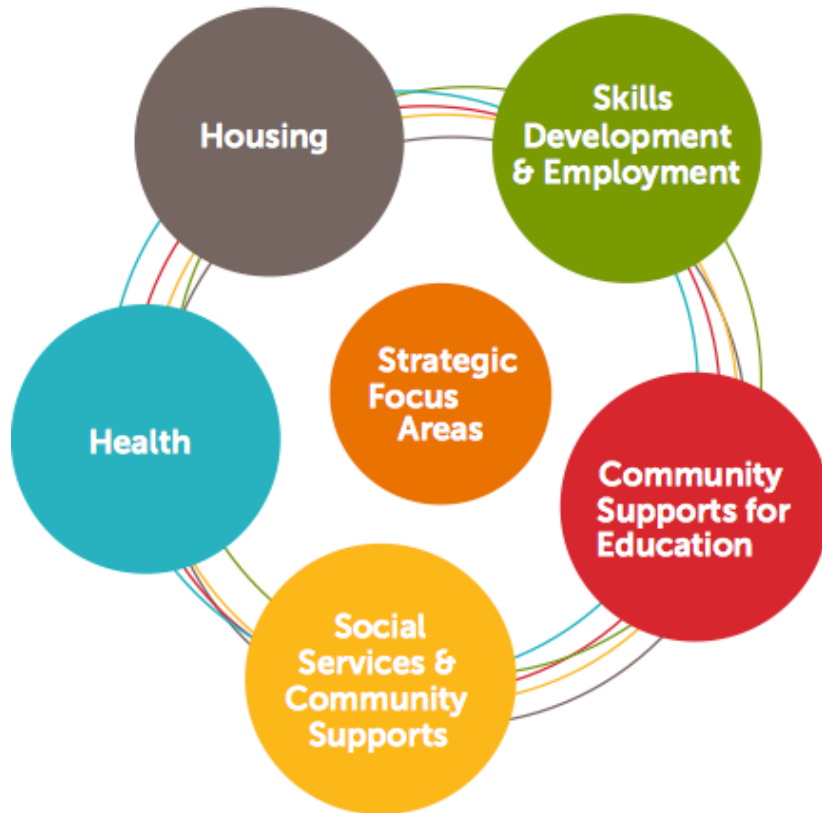 Housing
Skills
Development
& Employment
Strategic
Focus
Areas
Health
Community
Supports for
Education
Social
Services &
Community
Supports